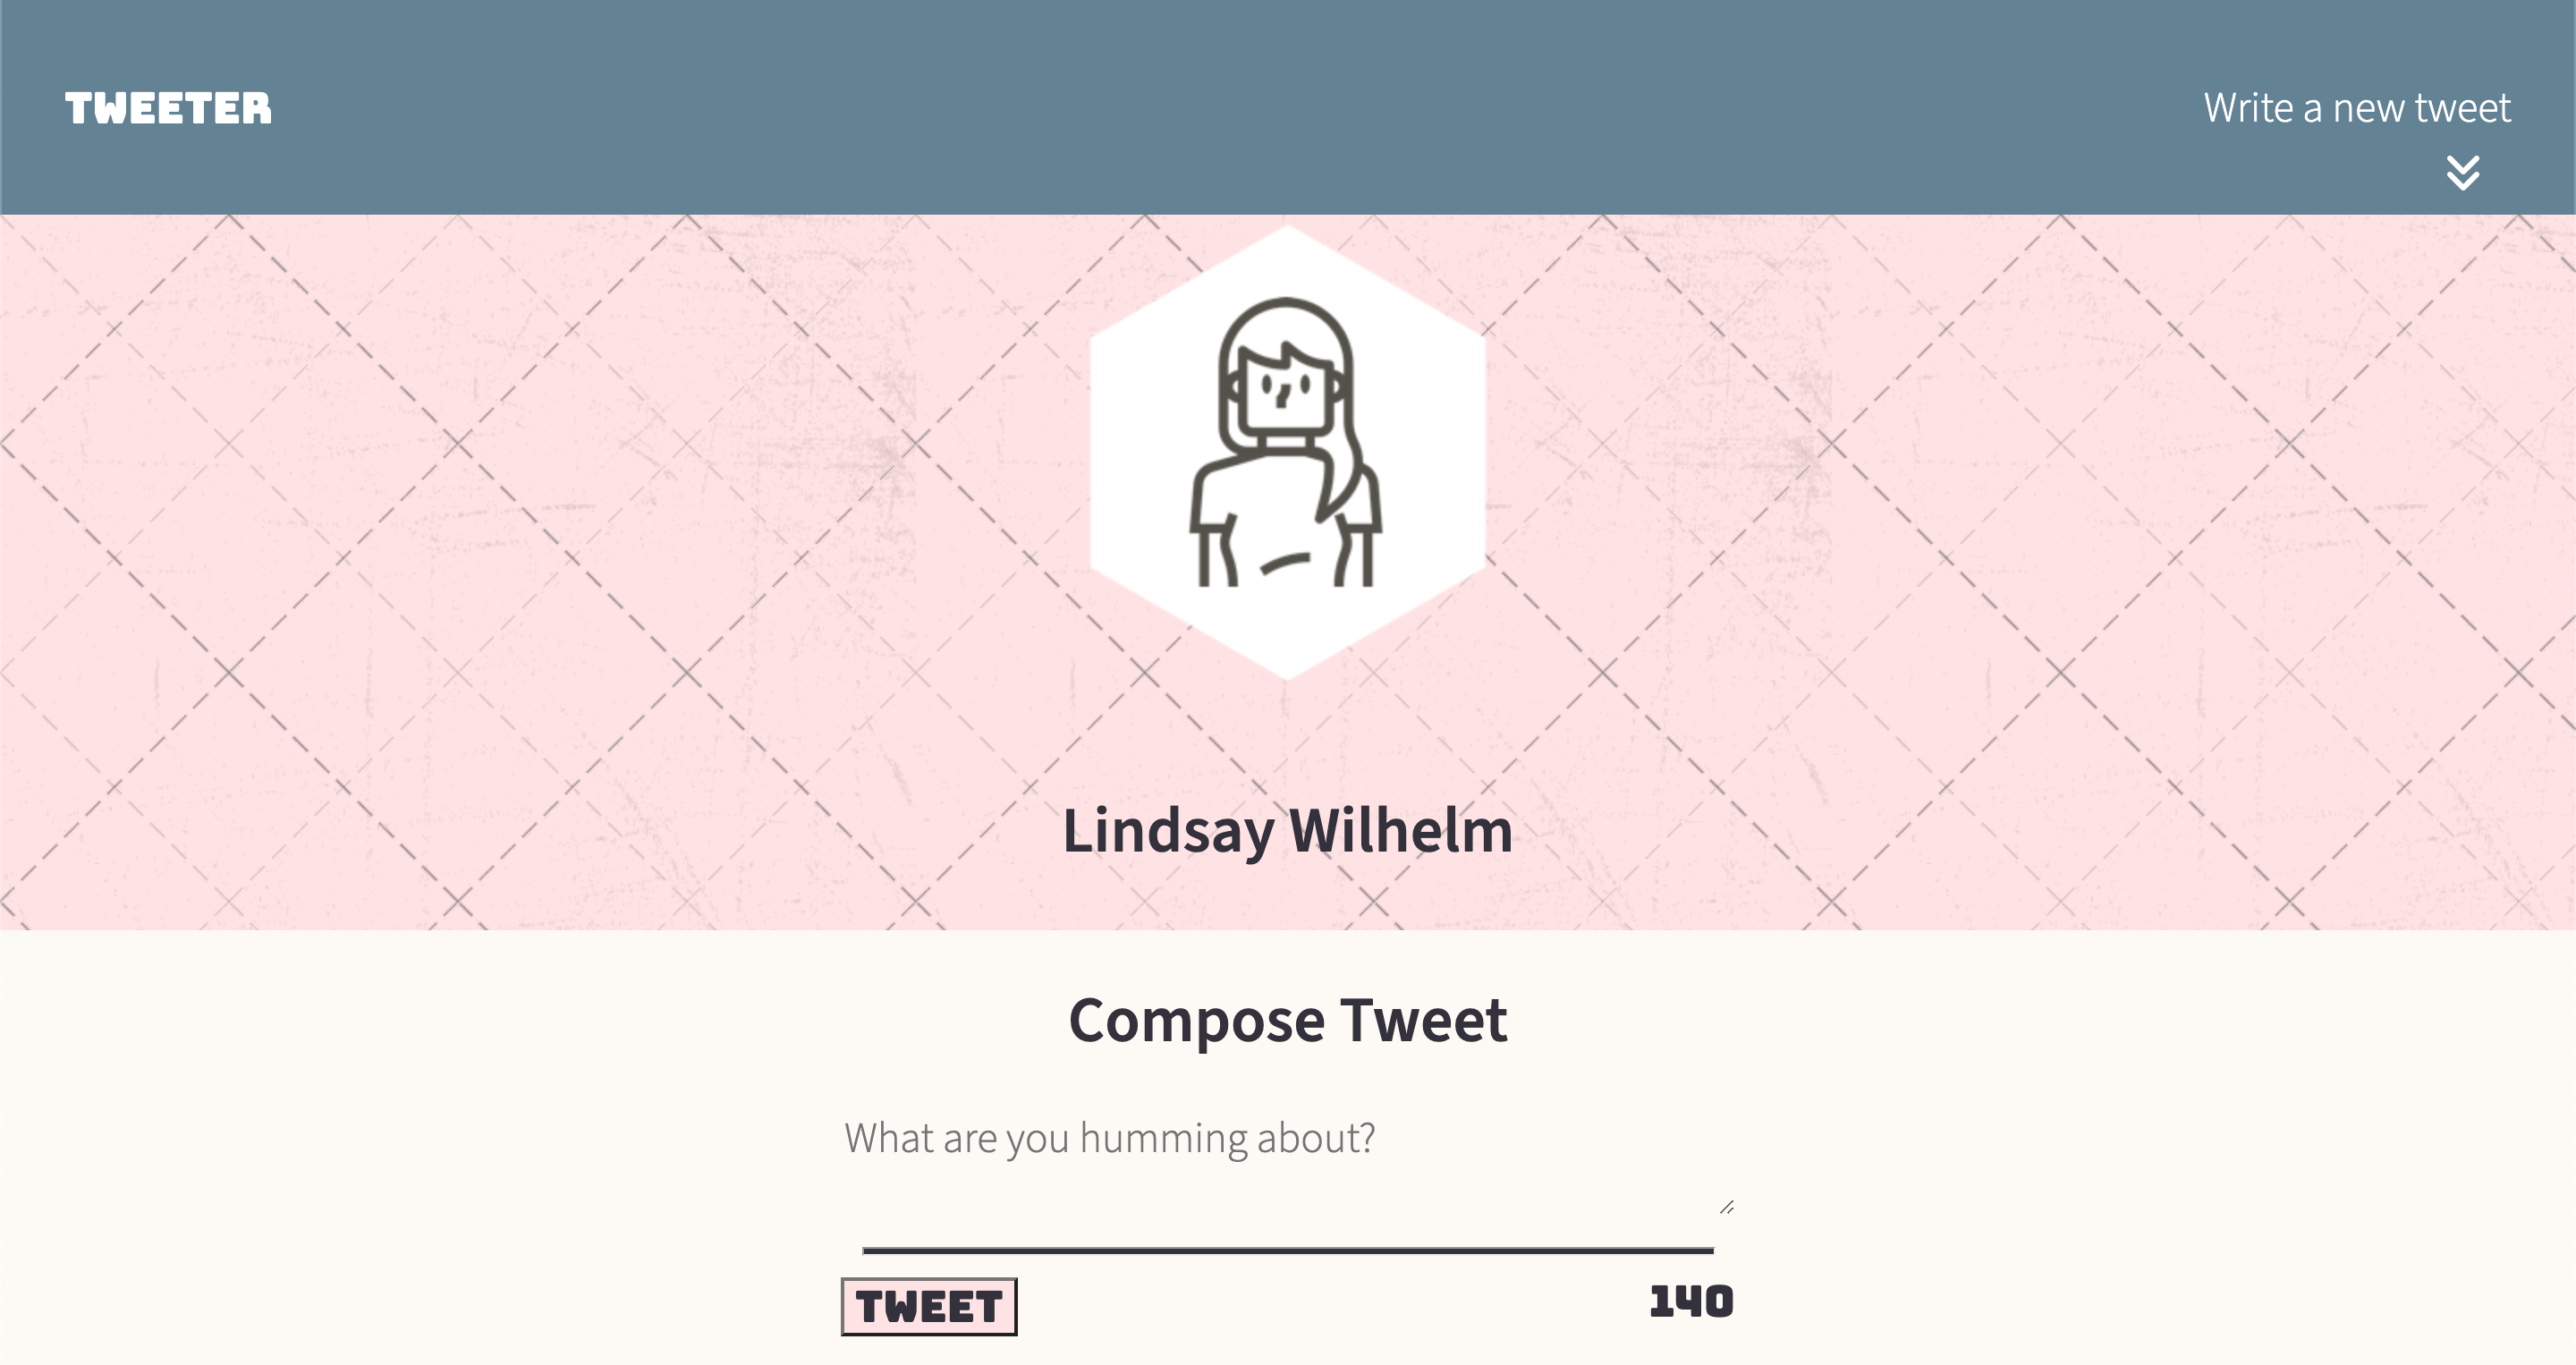 TWEETER
Write a new tweet
Lindsay Wilhelm
Compose Tweet
What are you humming about?
TWEET
140